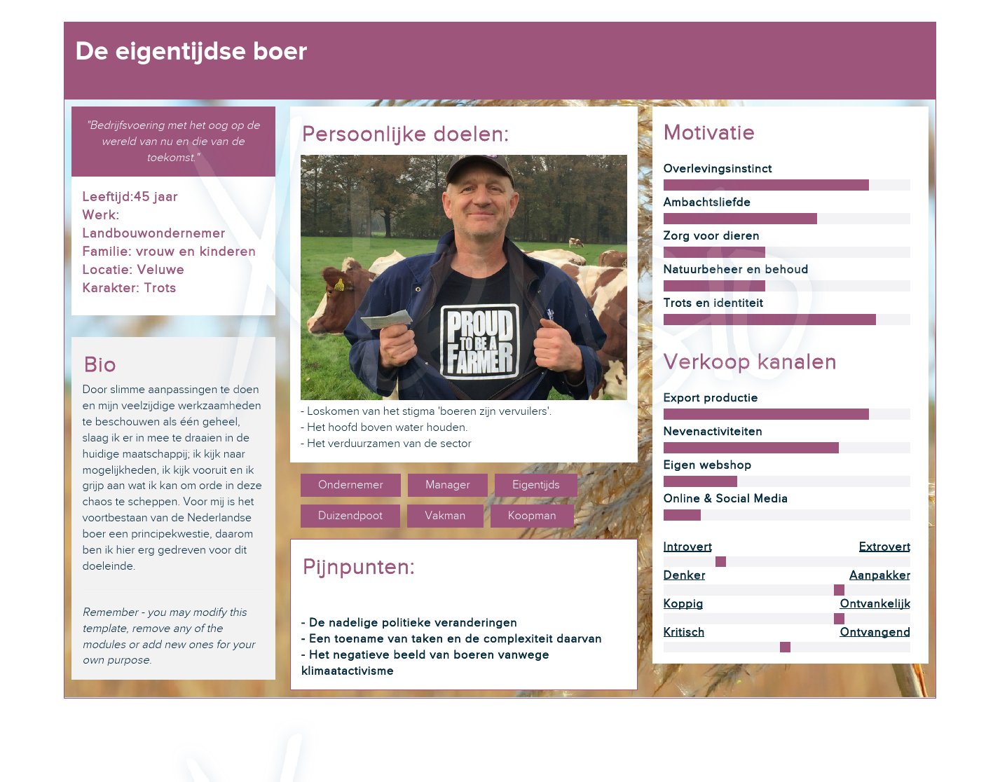 De eigentijdse boer
"Bedrijfsvoering met het oog op de
wereld van nu en die van de
toekomst."
Leeftijd:45 jaar
Werk:
Landbouwondernemer
Familie: vrouw en kinderen
Locatie: Veluwe
Karakter: Trots
Bio
Door slimme aanpassingen te doen
en mijn veelzijdige werkzaamheden
te beschouwen als één geheel,
slaag ik er in mee te draaien in de
huidige maatschappij; ik kijk naar
mogelijkheden, ik kijk vooruit en ik
grijp aan wat ik kan om orde in deze
chaos te scheppen. Voor mij is het
voortbestaan van de Nederlandse
boer een principekwestie, daarom
ben ik hier erg gedreven voor dit
doeleinde.
Remember - you may modify this
template, remove any of the
modules or add new ones for your
own purpose.
Persoonlijke doelen:
PROUD
TO BE A
FARMER
- Loskomen van het stigma 'boeren zijn vervuilers'.
- Het hoofd boven water houden.
- Het verduurzamen van de sector
Ondernemer Manager Eigentijds
Duizendpoot Vakman Koopman
Pijnpunten:
- De nadelige politieke veranderingen
- Een toename van taken en de complexiteit daarvan
- Het negatieve beeld van boeren vanwege
klimaatactivisme
Motivatie
Overlevingsinstinct
Ambachtsliefde
Zorg voor dieren
Natuurbeheer en behoud
Trots en identiteit
Verkoop kanalen
Export productie
Nevenactiviteiten
Eigen webshop
Online & Social Media
Introvert Extrovert
Denker Aanpakker
Koppig Ontvankelijk
Kritisch Ontvangend